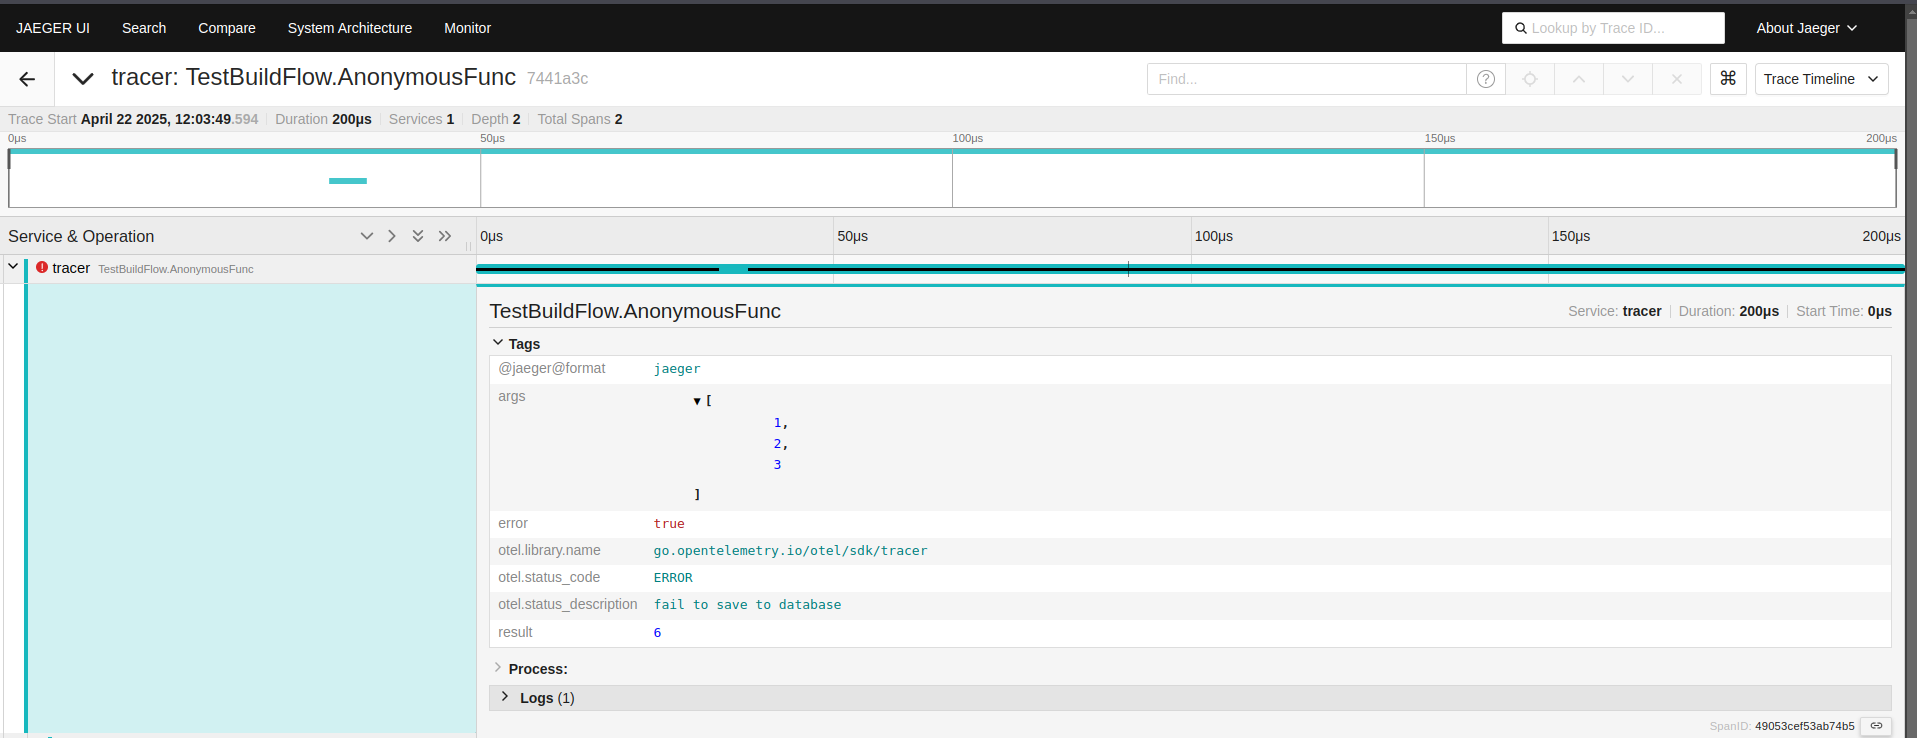 JAEGER UI Search Compare System Architecture Monitor Lookup by Trace ID... About Jaeger
tracer: TestBuildFlow.AnonymousFunc 7441a3c Find... ? ⌘ Trace Timeline
Trace Start April 22 2025, 12:03:49.594 Duration 200μs Services 1 Depth 2 Total Spans 2
0μs 50μs 100μs 150μs 200μs
Service & Operation 0μs 50μs 100μs 150μs 200μs
tracer TestBuildFlow.AnonymousFunc
TestBuildFlow.AnonymousFunc Service: tracer Duration: 200μs Start Time: 0μs
Tags
@jaeger@format jaeger
args [
1,
2,
3
]
error true
otel.library.name go.opentelemetry.io/otel/sdk/tracer
otel.status_code ERROR
otel.status_description fail to save to database
result 6
Process:
Logs (1)
SpanID: 49053cef53ab74b5